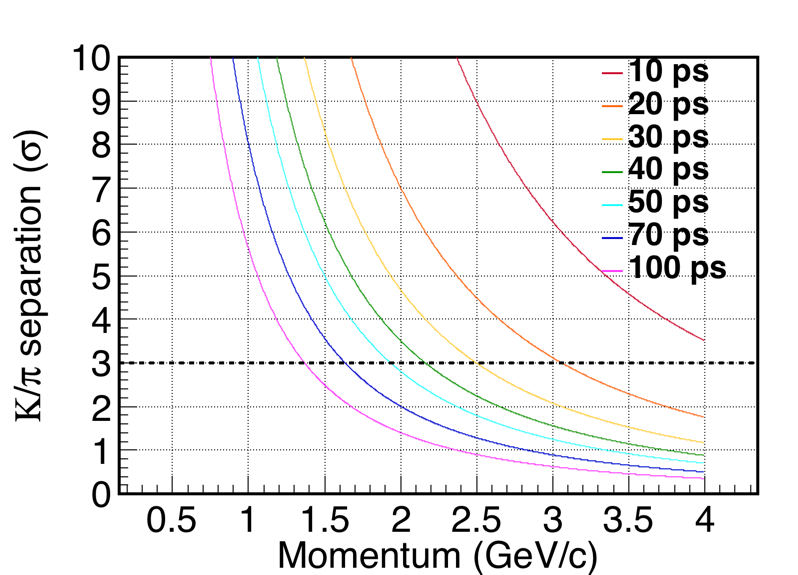 K/π separation (σ)
10
9
8
7
6
5
4
3
2
1
0
10 ps
20 ps
30 ps
40 ps
50 ps
70 ps
100 ps
0.5 1 1.5 2 2.5 3 3.5 4
Momentum (GeV/c)